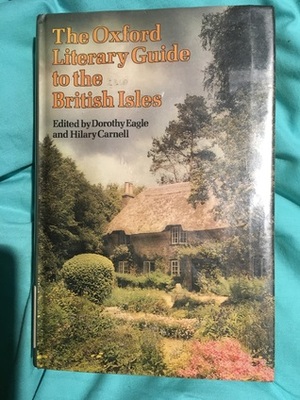 The Oxford
Literary Guide
to the
British Isles
Edited by Dorothy Eagle
and Hilary Carnell